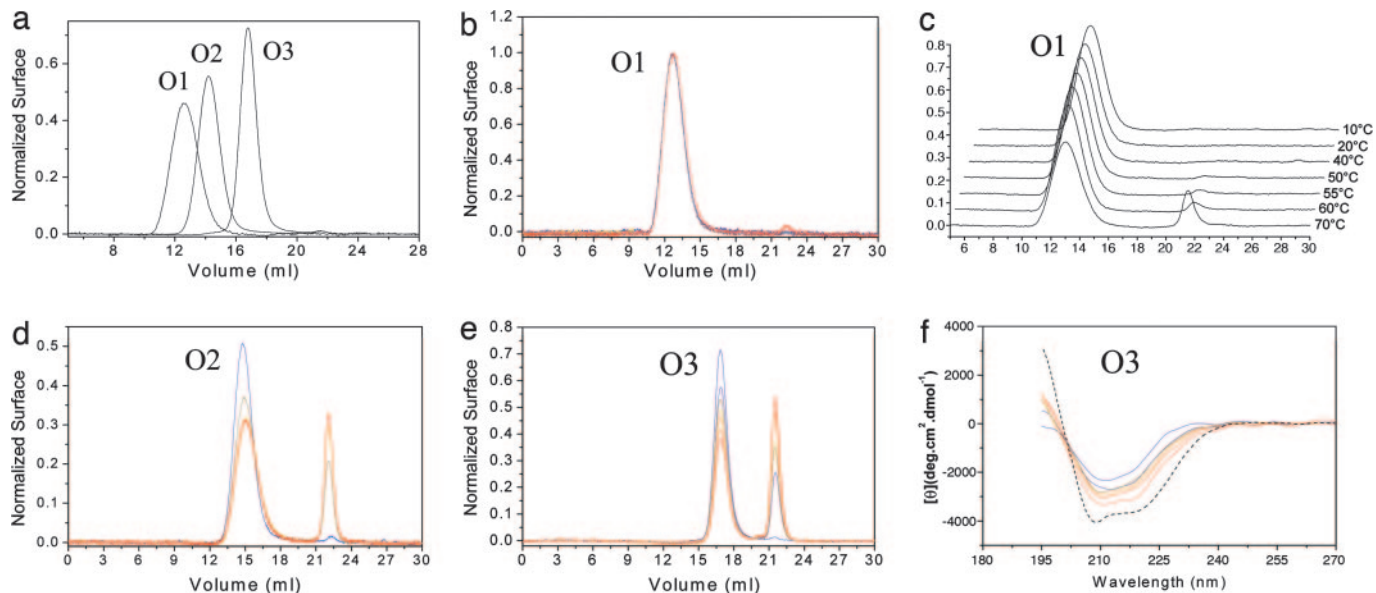 a
O1
O2
O3
Normalized Surface
0.6
0.4
0.2
0.0
8 12 16 20 24 28
Volume (ml)
b
O1
Normalized Surface
1.2
1.0
0.8
0.6
0.4
0.2
0.0
0 3 6 9 12 15 18 21 24 27 30
Volume (ml)
c
O1
0.8
0.7
0.6
0.5
0.4
0.3
0.2
0.1
0.0
10°C
20°C
40°C
50°C
55°C
60°C
70°C
6 8 10 12 14 16 18 20 22 24 26 28 30
d
O2
Normalized Surface
0.5
0.4
0.3
0.2
0.1
0.0
0 3 6 9 12 15 18 21 24 27 30
Volume (ml)
e
O3
Normalized Surface
0.8
0.7
0.6
0.5
0.4
0.3
0.2
0.1
0.0
0 3 6 9 12 15 18 21 24 27 30
Volume (ml)
f
O3
[θ](deg.cm².dmol⁻¹)
4000
2000
0
-2000
-4000
180 195 210 225 240 255 270
Wavelength (nm)